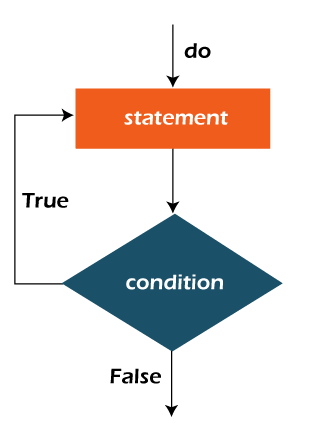 do
statement
True
condition
False